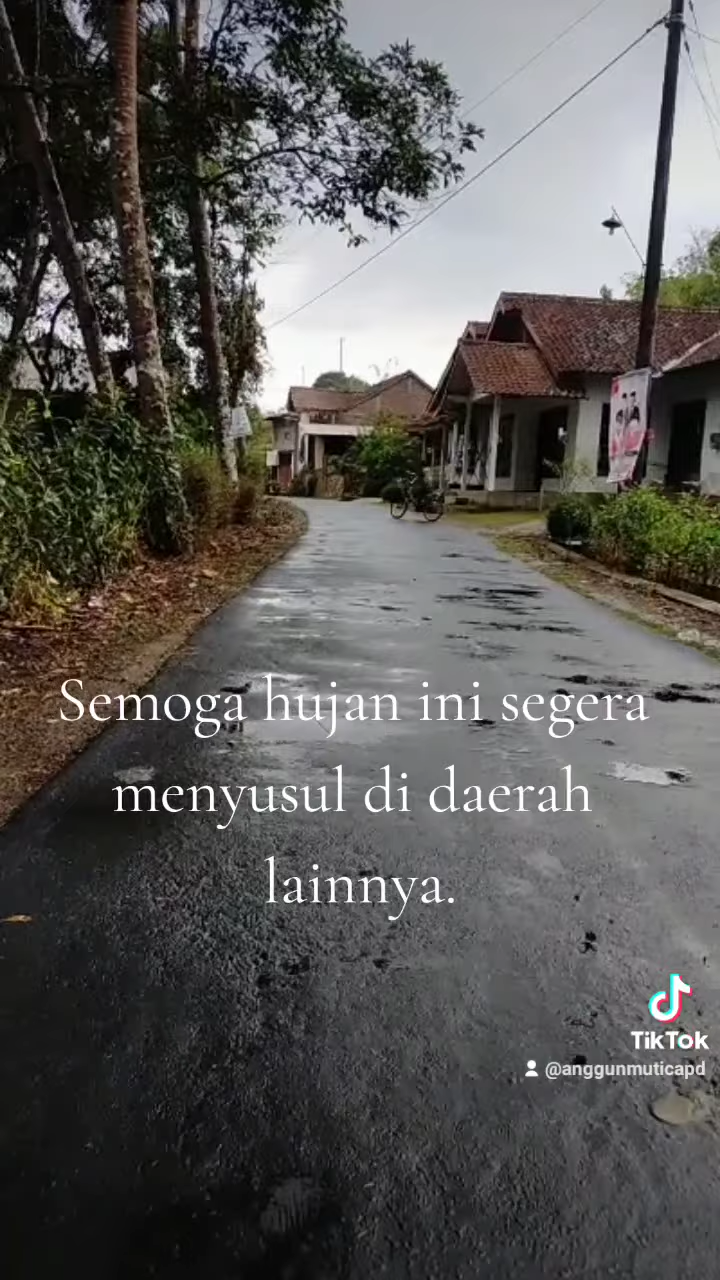 Semoga hujan ini segera
menyusul di daerah
lainnya.
TikTok
@anggunmuticapd